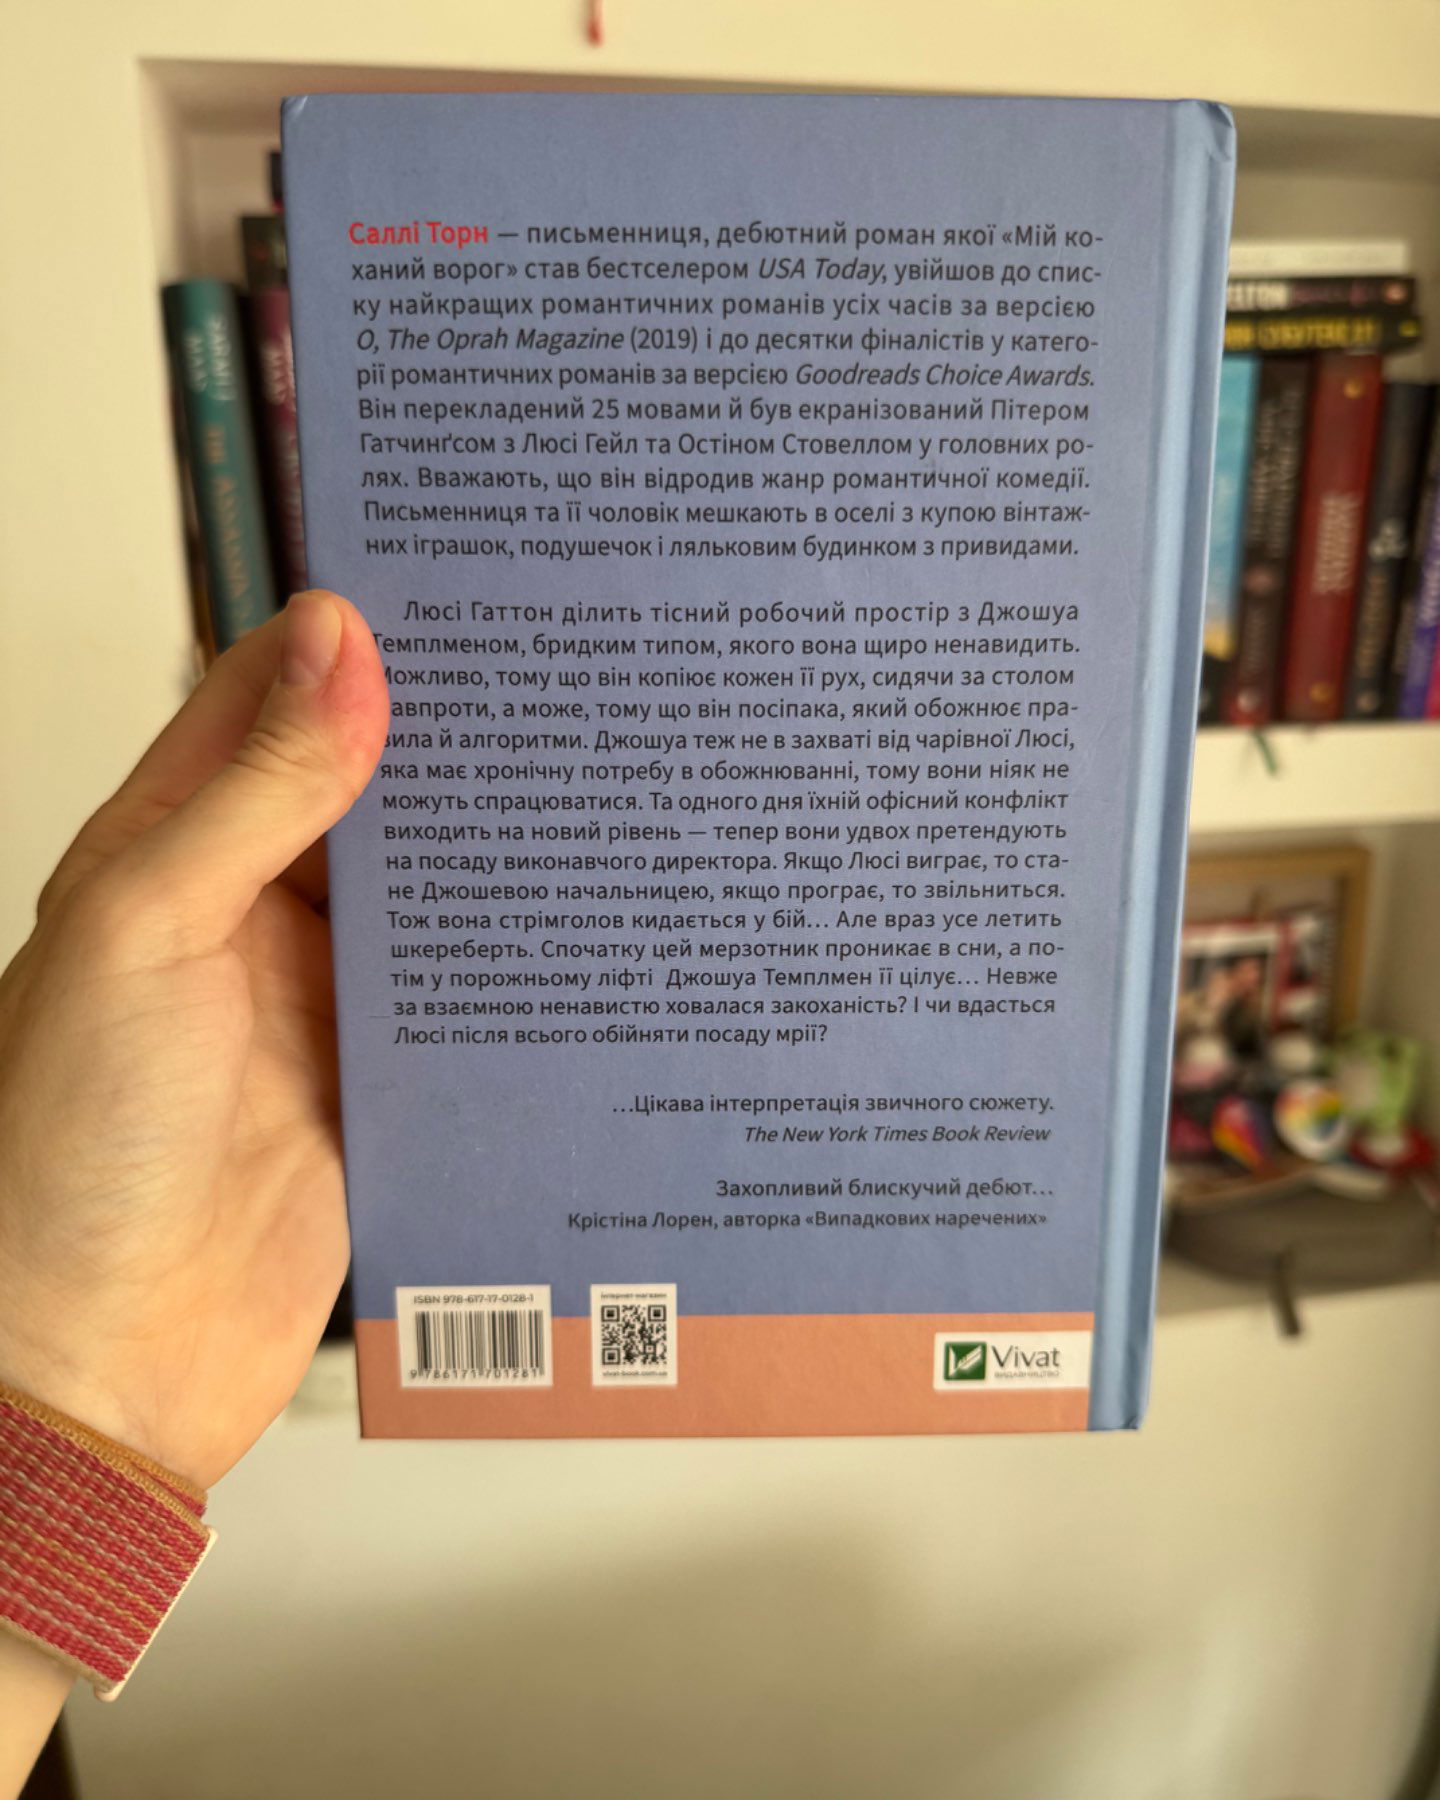 Саллі Торн — письменниця, дебютний роман якої «Мій ко-
ханий ворог» став бестселером USA Today, увійшов до спис-
ку найкращих романтичних романів усіх часів за версією
O, The Oprah Magazine (2019) і до десятки фіналістів у катего-
рії романтичних романів за версією Goodreads Choice Awards.
Він перекладений 25 мовами й був екранізований Пітером
Гатчинґсом з Люсі Гейл та Остіном Стовеллом у головних ро-
лях. Вважають, що він відродив жанр романтичної комедії.
Письменниця та її чоловік мешкають в оселі з купою вінтаж-
них іграшок, подушечок і ляльковим будинком з привидами.
Люсі Гаттон ділить тісний робочий простір з Джошуа
Темплменом, бридким типом, якого вона щиро ненавидить.
Можливо, тому що він копіює кожен її рух, сидячи за столом
авпроти, а може, тому що він посіпака, який обожнює пра-
вила й алгоритми. Джошуа теж не в захваті від чарівної Люсі,
яка має хронічну потребу в обожнюванні, тому вони ніяк не
можуть спрацюватися. Та одного дня їхній офісний конфлікт
виходить на новий рівень — тепер вони удвох претендують
на посаду виконавчого директора. Якщо Люсі виграє, то ста-
не Джошевою начальницею, якщо програє, то звільниться.
Тож вона стрімголов кидається у бій... Але враз усе летить
шкереберть. Спочатку цей мерзотник проникає в сни, а по-
тім у порожньому ліфті Джошуа Темплмен її цілує... Невже
за взаємною ненавистю ховалася закоханість? І чи вдасться
Люсі після всього обійняти посаду мрії?
...Цікава інтерпретація звичного сюжету.
The New York Times Book Review
Захопливий блискучий дебют...
Крістіна Лорен, авторка «Випадкових наречених»
ISBN 978-617-17-0128-1
9 786171 701281
інтернет-магазин
vivat-book.com.ua
Vivat
ВИДАВНИЦТВО